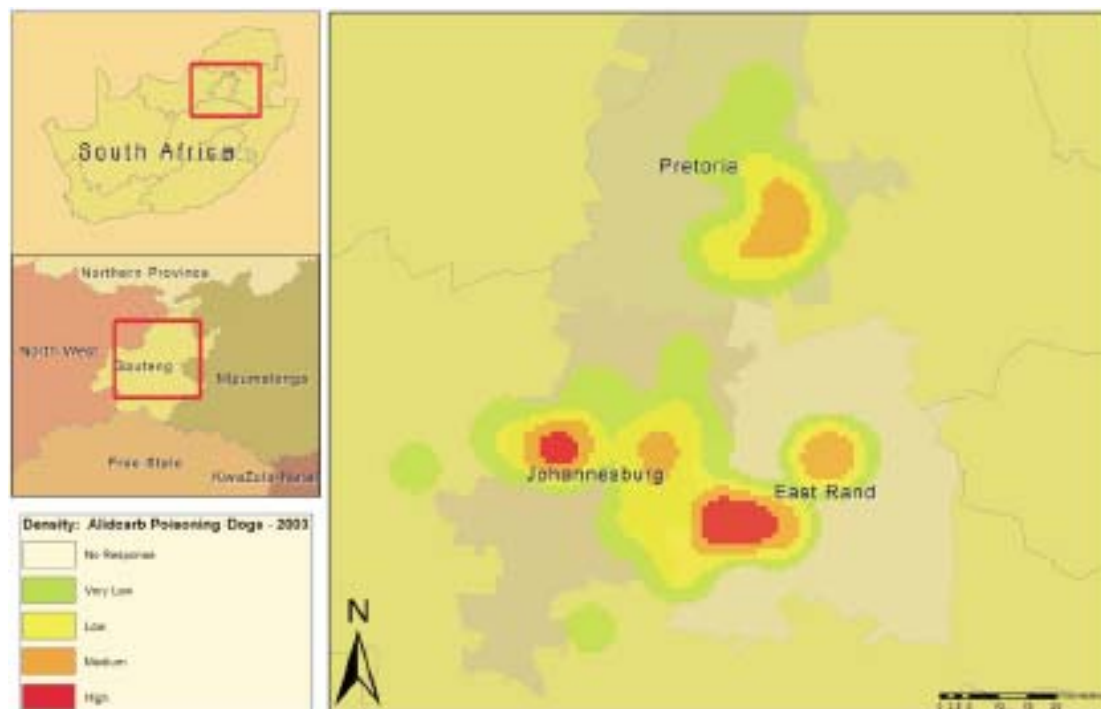 South Africa
Northern Province
North West
Gauteng
Mpumalanga
Free State
KwaZulu-Natal
Density: Aldicarb Poisoning Dogs - 2003
No Response
Very Low
Low
Medium
High
Pretoria
Johannesburg
East Rand
N